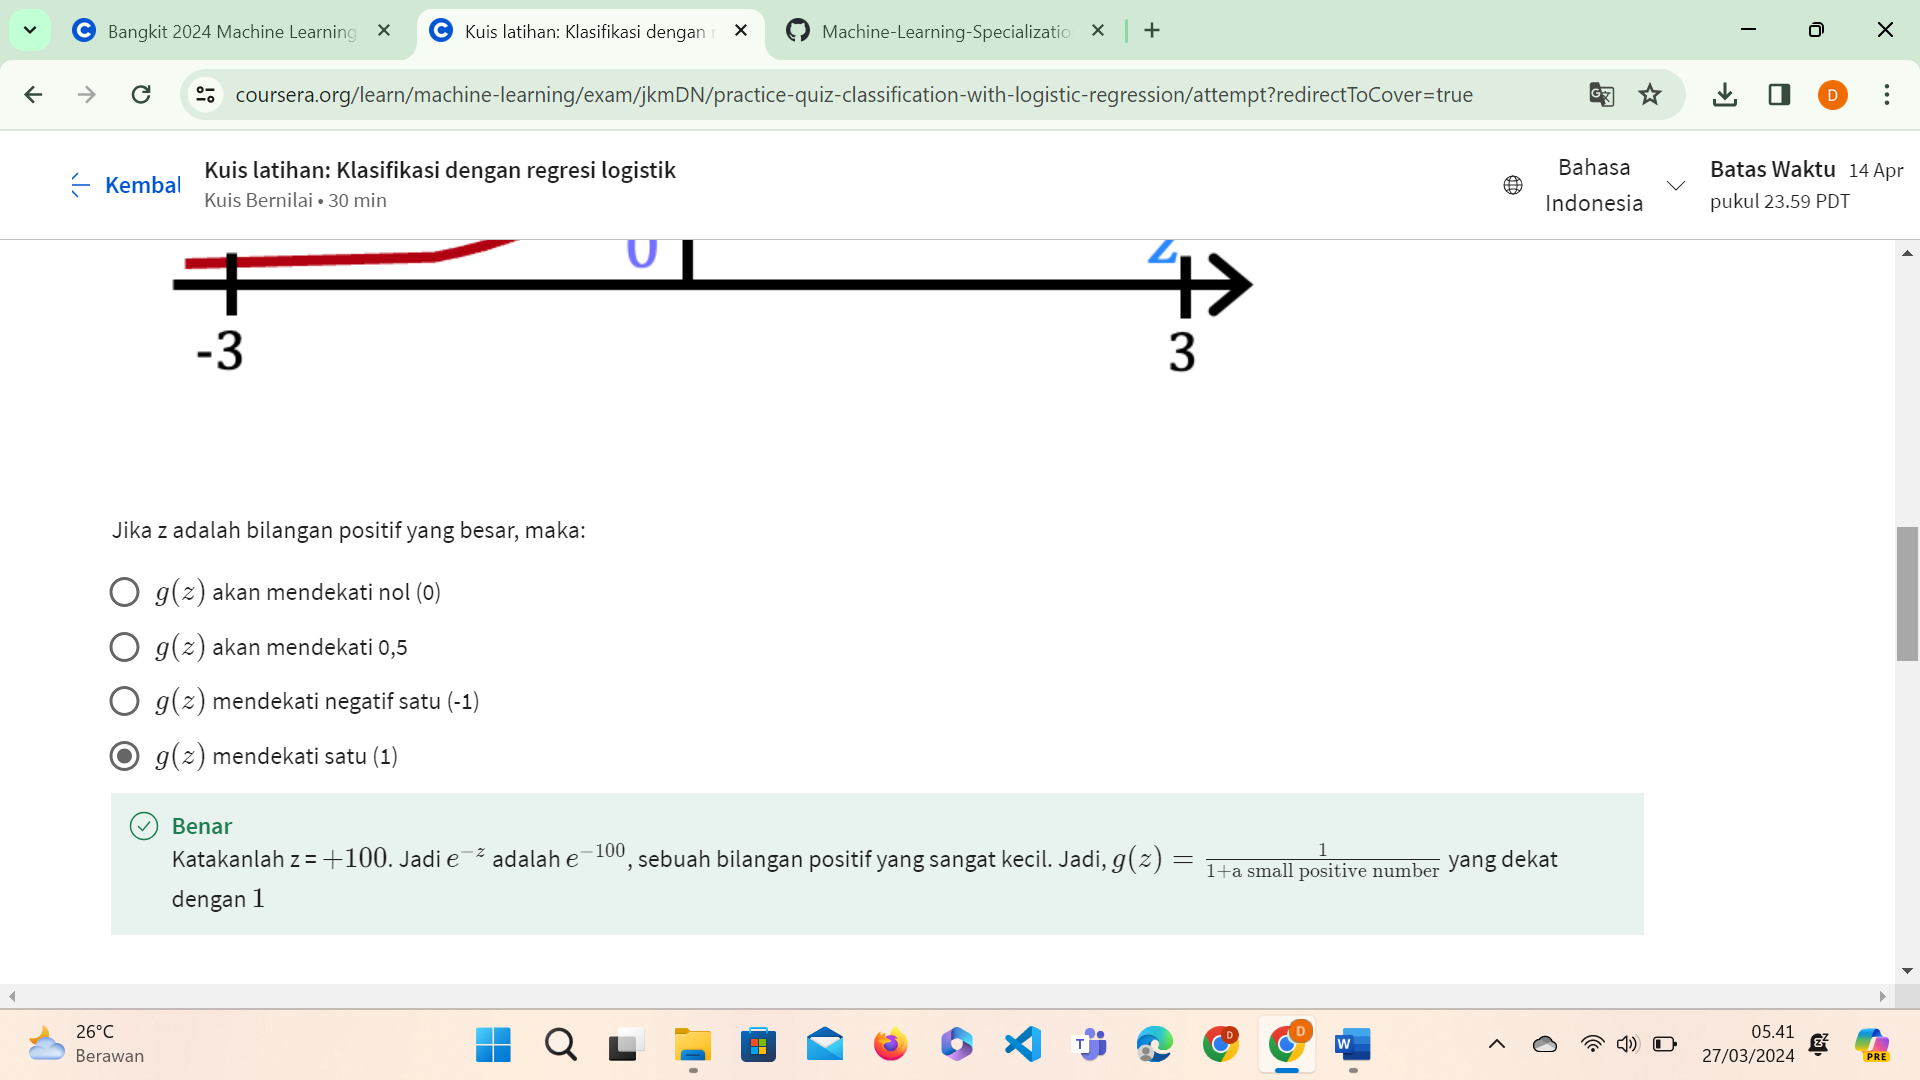 Bangkit 2024 Machine Learning
Kuis latihan: Klasifikasi dengan
Machine-Learning-Specializatio
coursera.org/learn/machine-learning/exam/jkmDN/practice-quiz-classification-with-logistic-regression/attempt?redirectToCover=true
D
Kembal
Kuis latihan: Klasifikasi dengan regresi logistik
Kuis Bernilai • 30 min
Bahasa Indonesia
Batas Waktu 14 Apr
pukul 23.59 PDT
0
z
-3
3
Jika z adalah bilangan positif yang besar, maka:
g(z) akan mendekati nol (0)
g(z) akan mendekati 0,5
g(z) mendekati negatif satu (-1)
g(z) mendekati satu (1)
Benar
Katakanlah z = +100. Jadi e^{-z} adalah e^{-100}, sebuah bilangan positif yang sangat kecil. Jadi, g(z) = \frac{1}{1+a small positive number} yang dekat
dengan 1
26°C
Berawan
05.41
27/03/2024
PRE